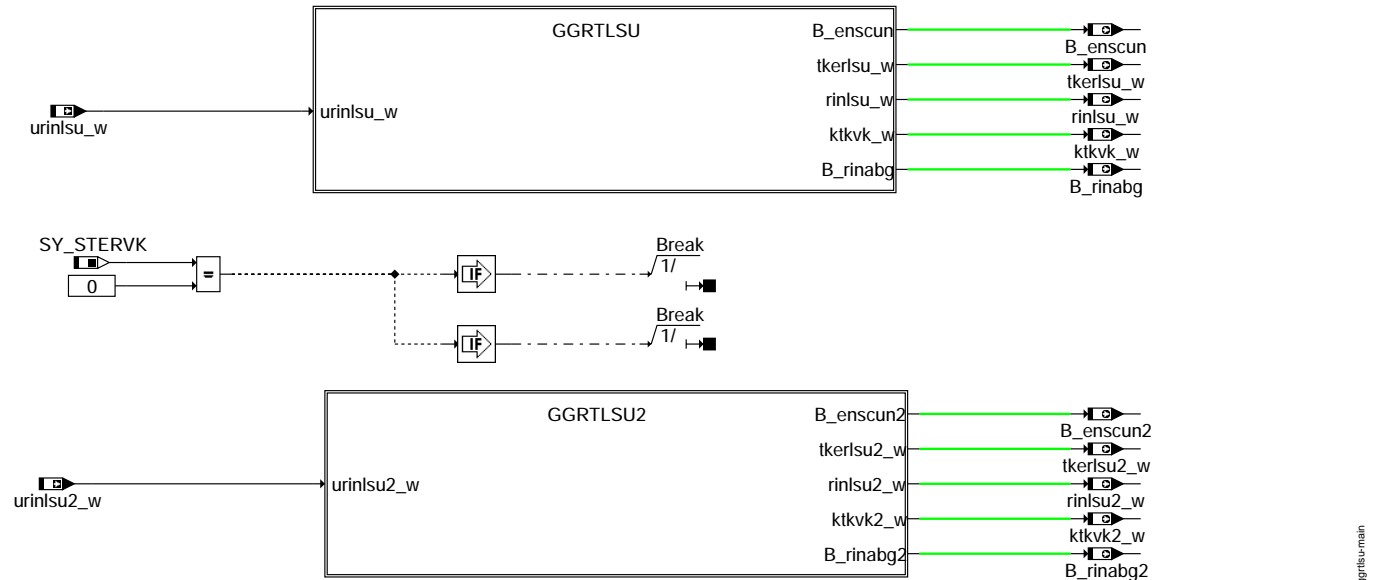 GGRTLSU
B_enscun
B_enscun
tkerlsu_w
tkerlsu_w
rinlsu_w
rinlsu_w
urinlsu_w
urinlsu_w
ktkvk_w
ktkvk_w
B_rinabg
B_rinabg
SY_STERVK
0
=
IF
Break
1/
IF
Break
1/
GGRTLSU2
B_enscun2
B_enscun2
tkerlsu2_w
tkerlsu2_w
urinlsu2_w
urinlsu2_w
rinlsu2_w
rinlsu2_w
ktkvk2_w
ktkvk2_w
B_rinabg2
B_rinabg2
ggrtlsu-main